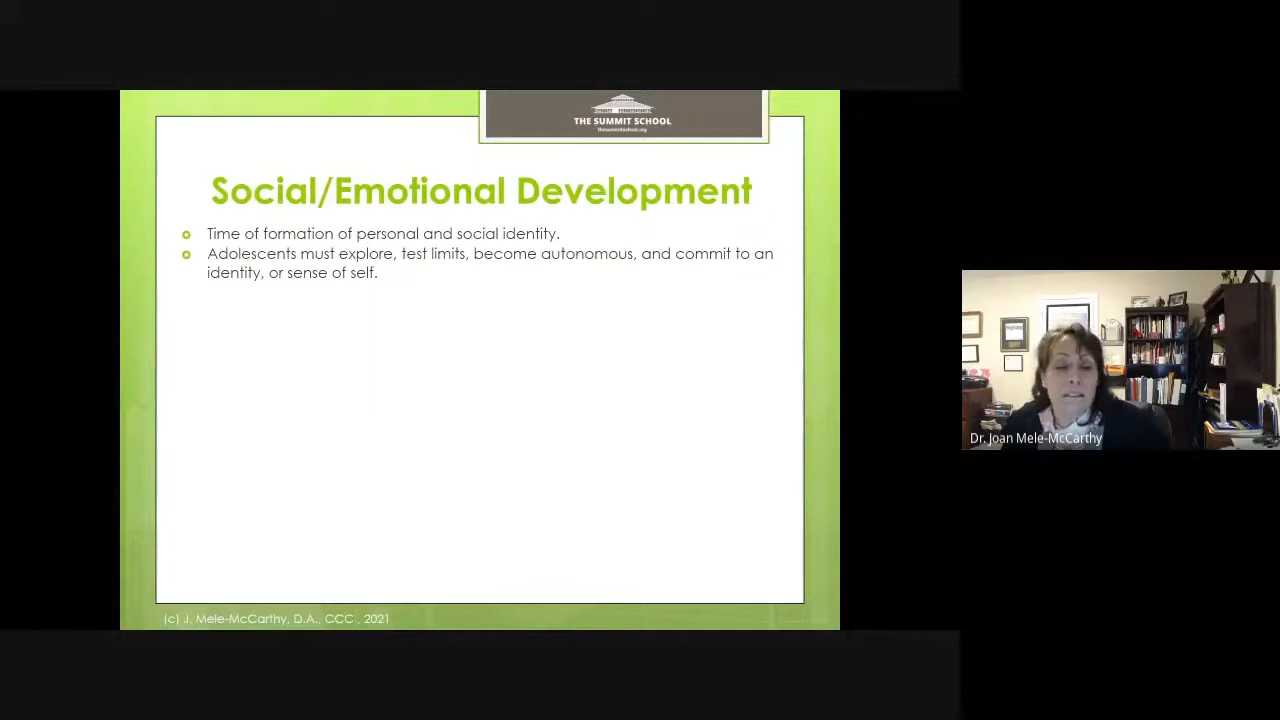 THE SUMMIT SCHOOL
thesummitschool.org
Social/Emotional Development
Time of formation of personal and social identity.
Adolescents must explore, test limits, become autonomous, and commit to an
identity, or sense of self.
Dr. Joan Mele-McCarthy
(c) J. Mele-McCarthy, D.A., CCC , 2021